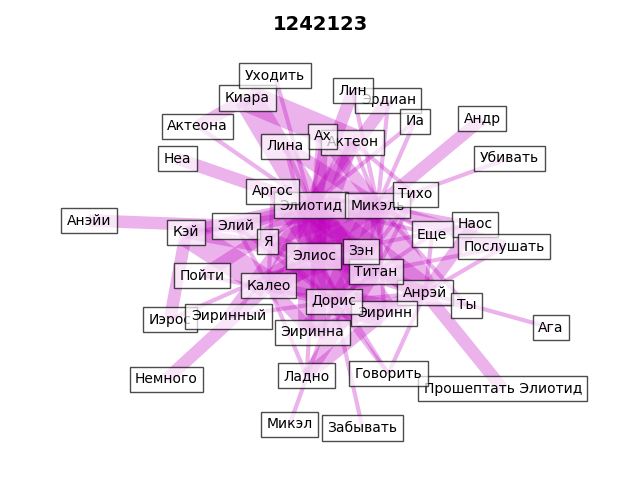 1242123
Уходить
Киара
Лин
Эрдиан
Актеона
Иа
Андр
Ах
Актеон
Лина
Неа
Убивать
Аргос
Тихо
Элиотид
Микэль
Анэйи
Кэй
Элий
Наос
Еще
Я
Послушать
Зэн
Элиос
Титан
Пойти
Калео
Анрэй
Дорис
Ты
Эиринн
Иэрос
Эиринный
Ага
Эиринна
Ладно
Говорить
Немного
Прошептать Элиотид
Микэл
Забывать